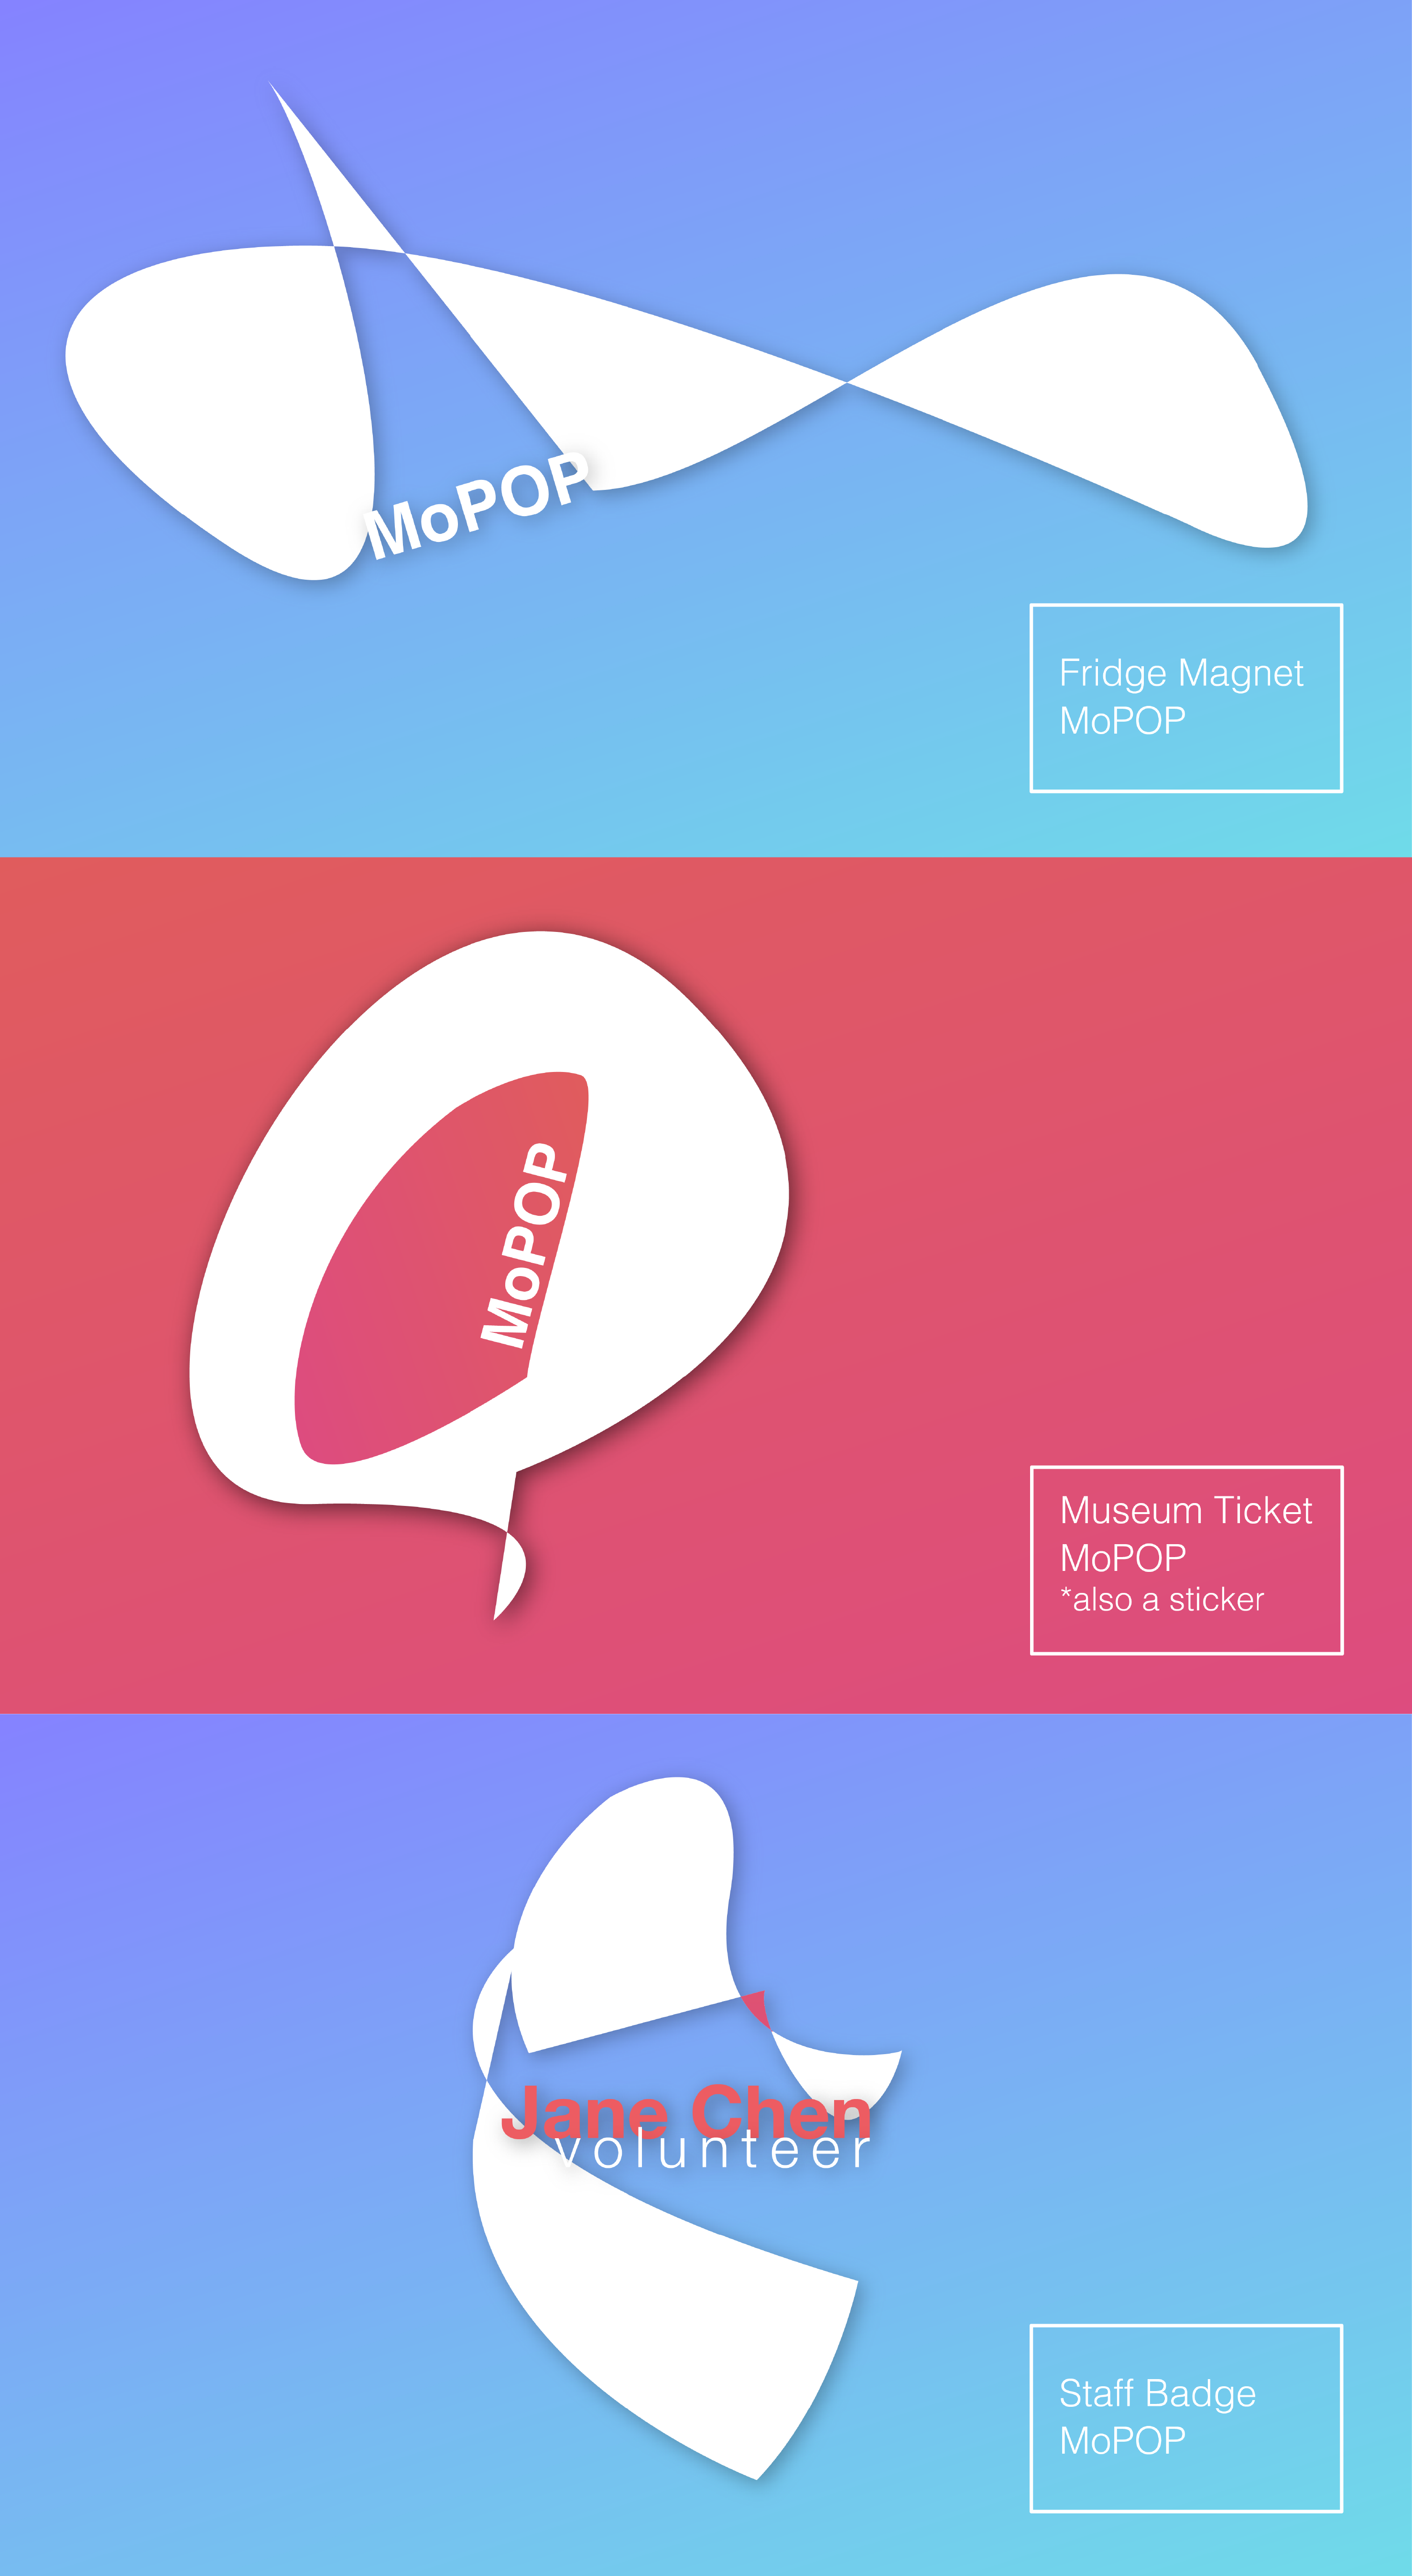 MoPOP
Fridge Magnet
MoPOP
MoPOP
Museum Ticket
MoPOP
*also a sticker
Jane Chen
volunteer
Staff Badge
MoPOP